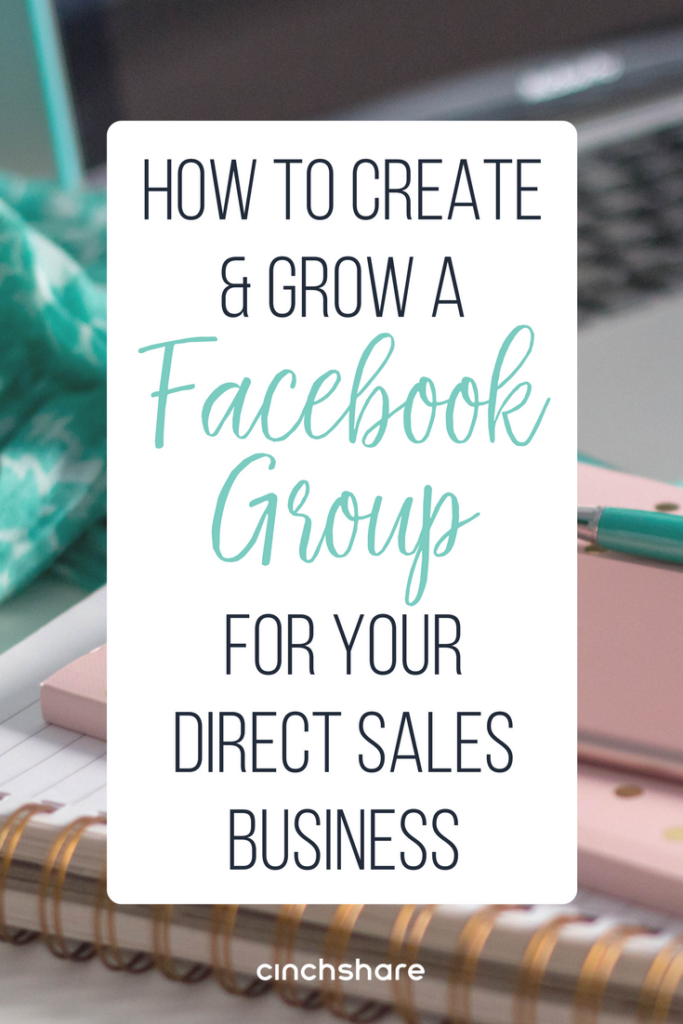 HOW TO CREATE
& GROW A
Facebook
Group
FOR YOUR
DIRECT SALES
BUSINESS
cinchshare